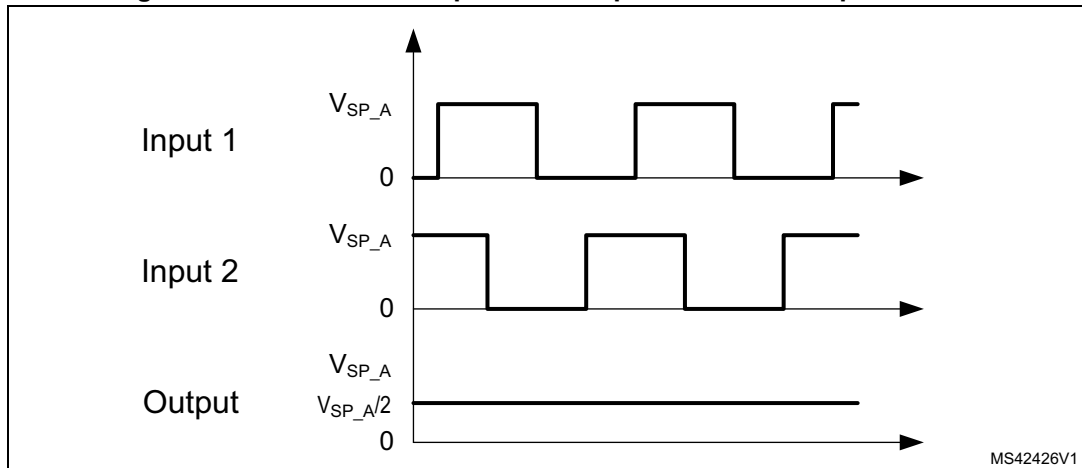 V_SP_A
Input 1
0
V_SP_A
Input 2
0
V_SP_A
Output
V_SP_A/2
0
MS42426V1